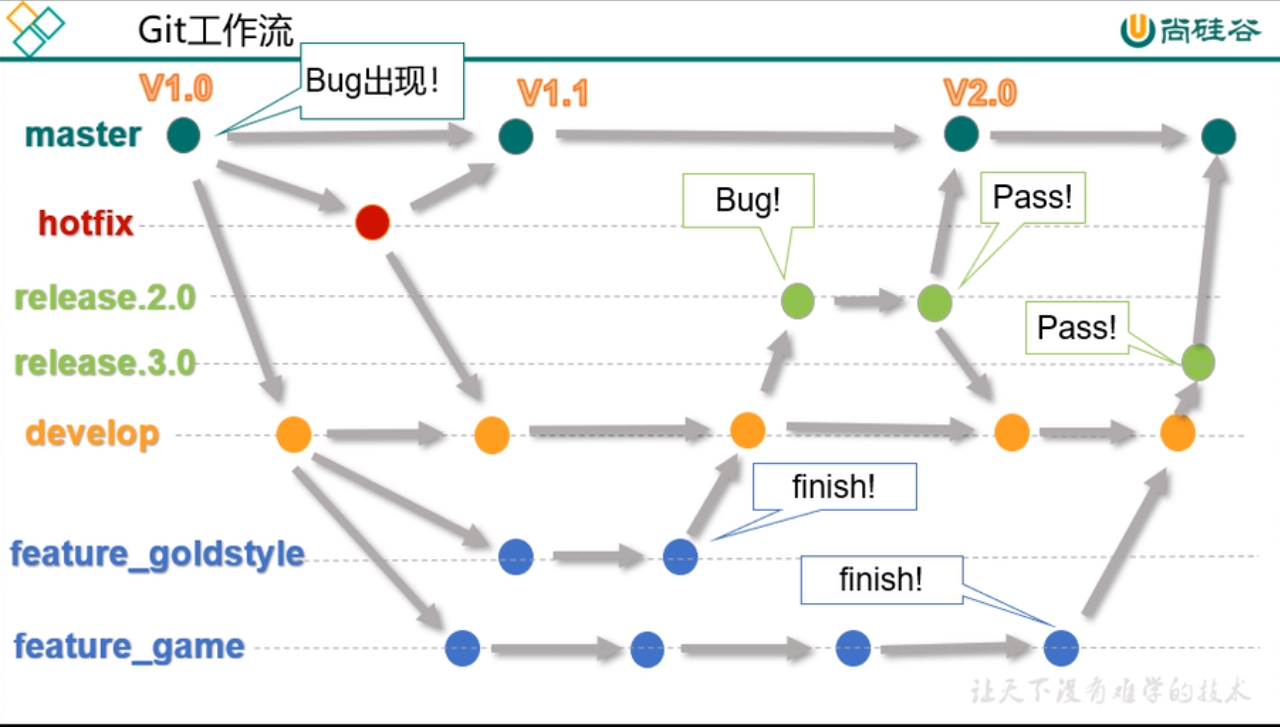 Git工作流
尚硅谷
Bug出现！
V1.0
V1.1
V2.0
master
Bug!
Pass!
hotfix
release.2.0
Pass!
release.3.0
develop
finish!
feature_goldstyle
finish!
feature_game
让天下没有难学的技术